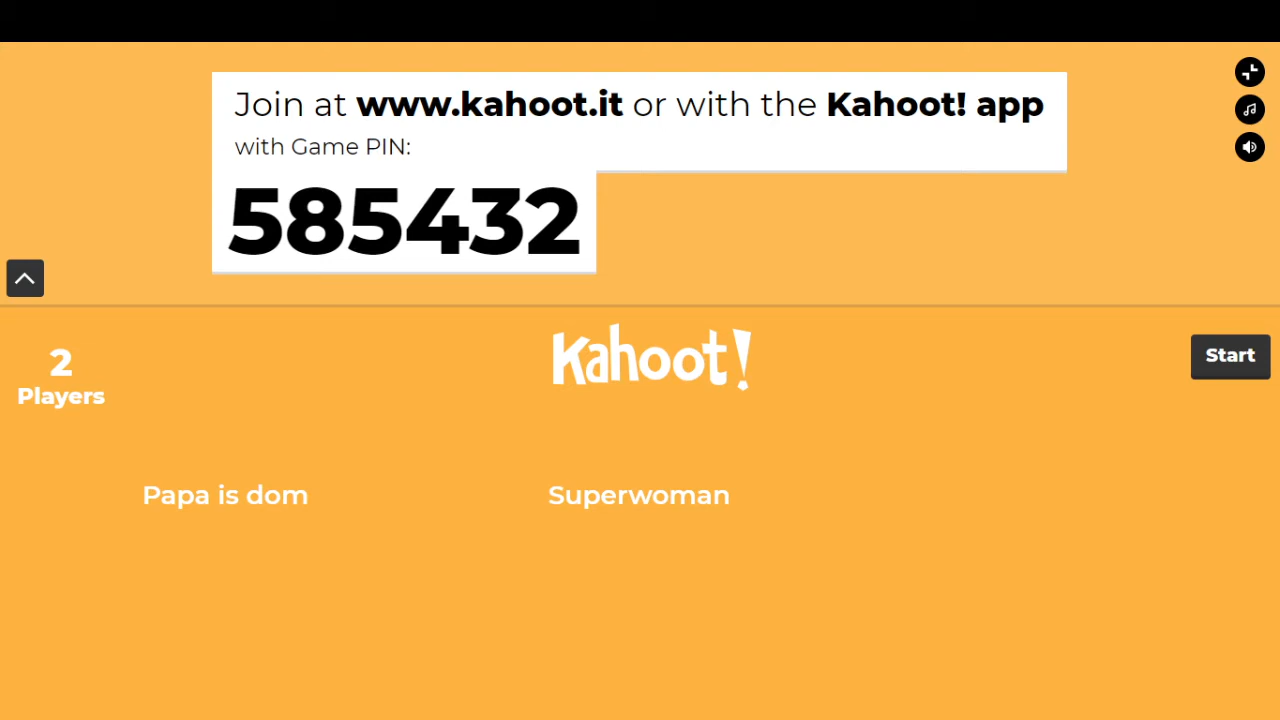 Join at www.kahoot.it or with the Kahoot! app
with Game PIN:
585432
Kahoot!
2
Players
Start
Papa is dom
Superwoman